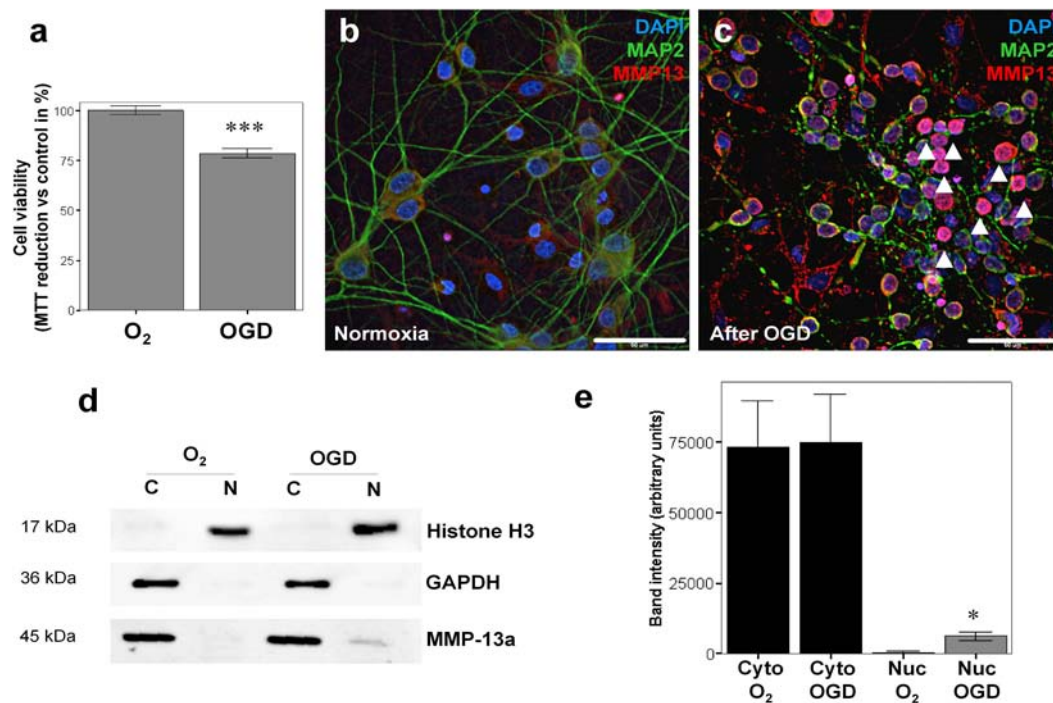 a
Cell viability
(MTT reduction vs control in %)
100
75
50
25
0
***
O₂
OGD
b
DAPI
MAP2
MMP13
Normoxia
c
DAPI
MAP2
MMP13
After OGD
d
O₂
OGD
C
N
C
N
17 kDa
Histone H3
36 kDa
GAPDH
45 kDa
MMP-13a
e
Band intensity (arbitrary units)
75000
50000
25000
0
*
Cyto
O₂
Cyto
OGD
Nuc
O₂
Nuc
OGD